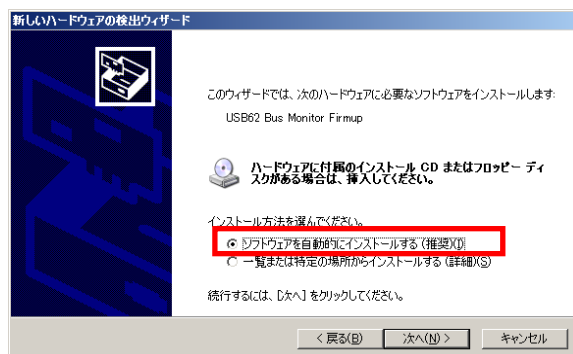 新しいハードウェアの検出ウィザード
このウィザードでは、次のハードウェアに必要なソフトウェアをインストールします:
USB62 Bus Monitor Firmup
ハードウェアに付属のインストール CD またはフロッピー ディ
スクがある場合は、挿入してください。
インストール方法を選んでください。
ソフトウェアを自動的にインストールする (推奨)(I)
一覧または特定の場所からインストールする (詳細)(S)
続行するには、[次へ] をクリックしてください。
< 戻る(B)
次へ(N) >
キャンセル